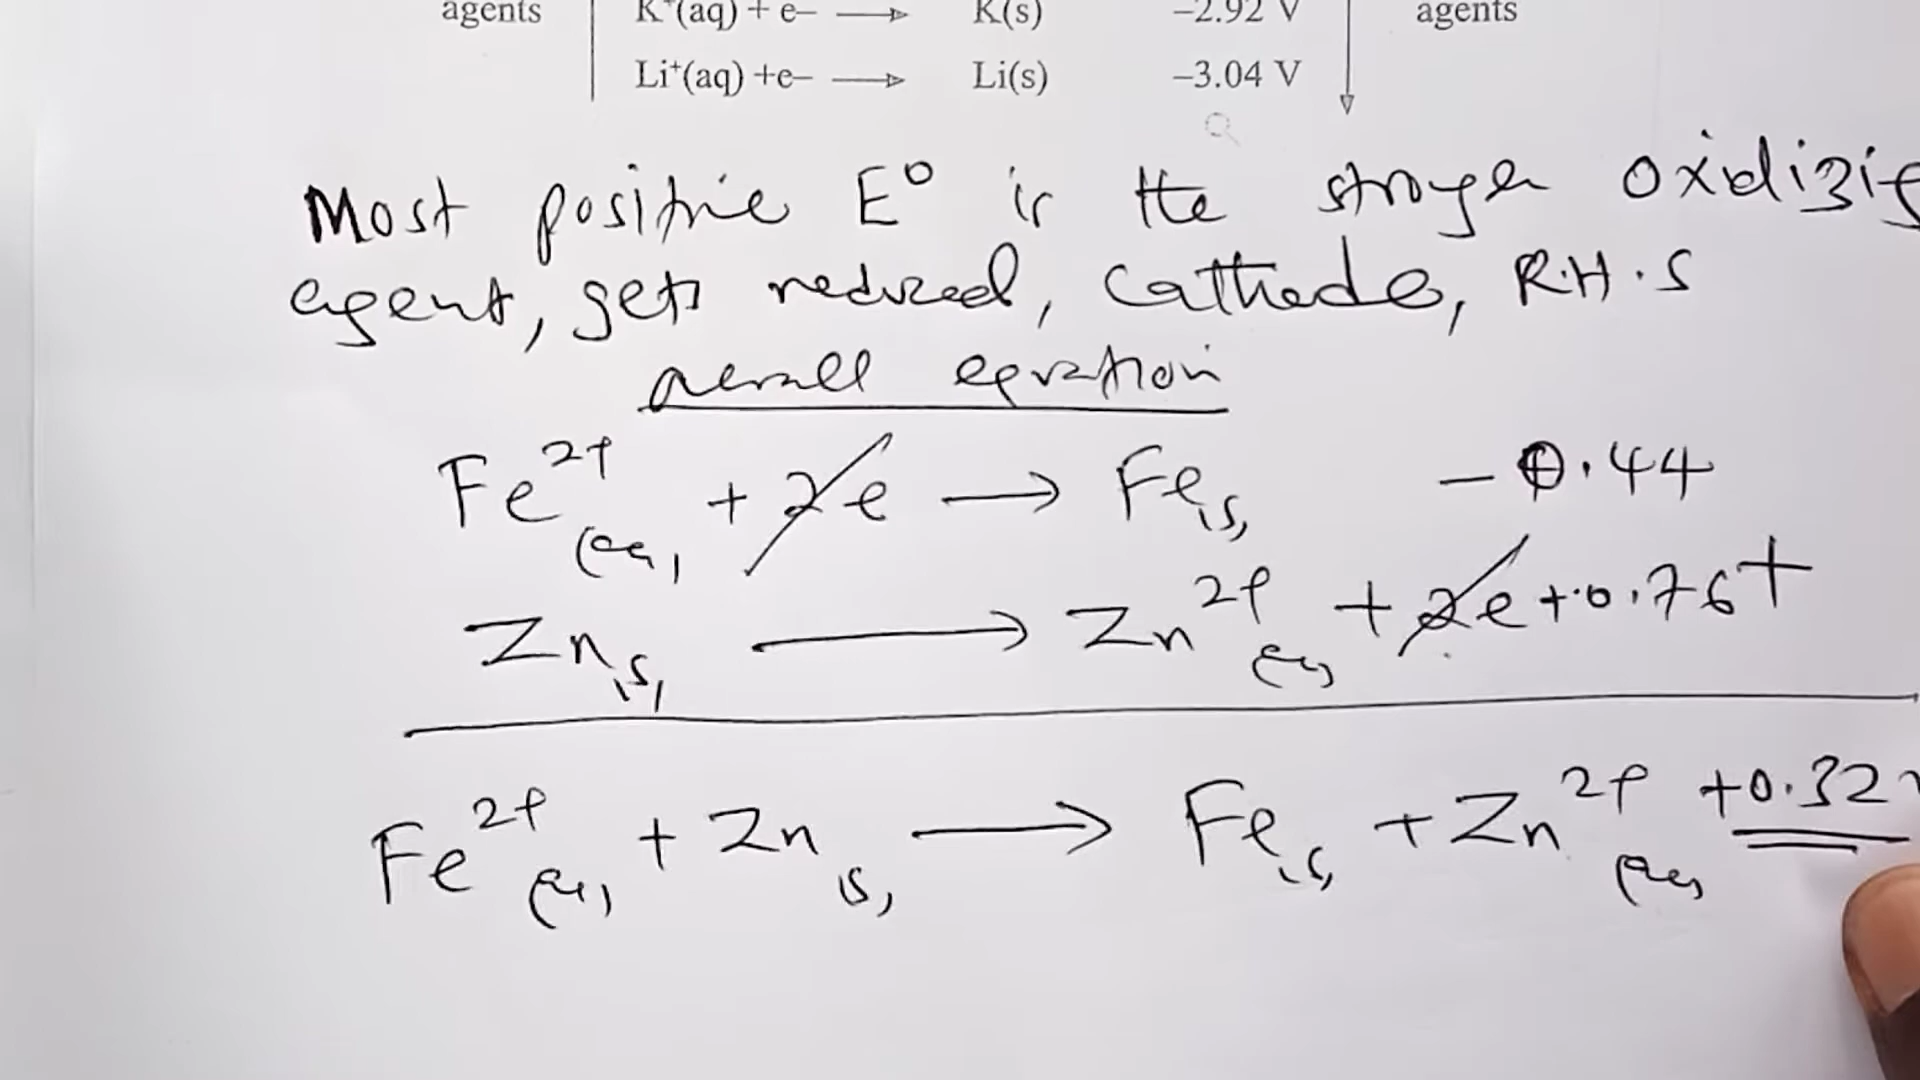 agents K⁺(aq) + e– → K(s) –2.92 V agents
Li⁺(aq) +e– → Li(s) –3.04 V
Most positive E⁰ is the stronger oxidizing
agent, gets reduced, Cathode, R.H.S
overall equation
Fe²⁺(aq) + 2e → Fe(s) – 0.44
Zn(s) → Zn²⁺(aq) + 2e +0.76 +
Fe²⁺(aq) + Zn(s) → Fe(s) + Zn²⁺(aq) +0.32